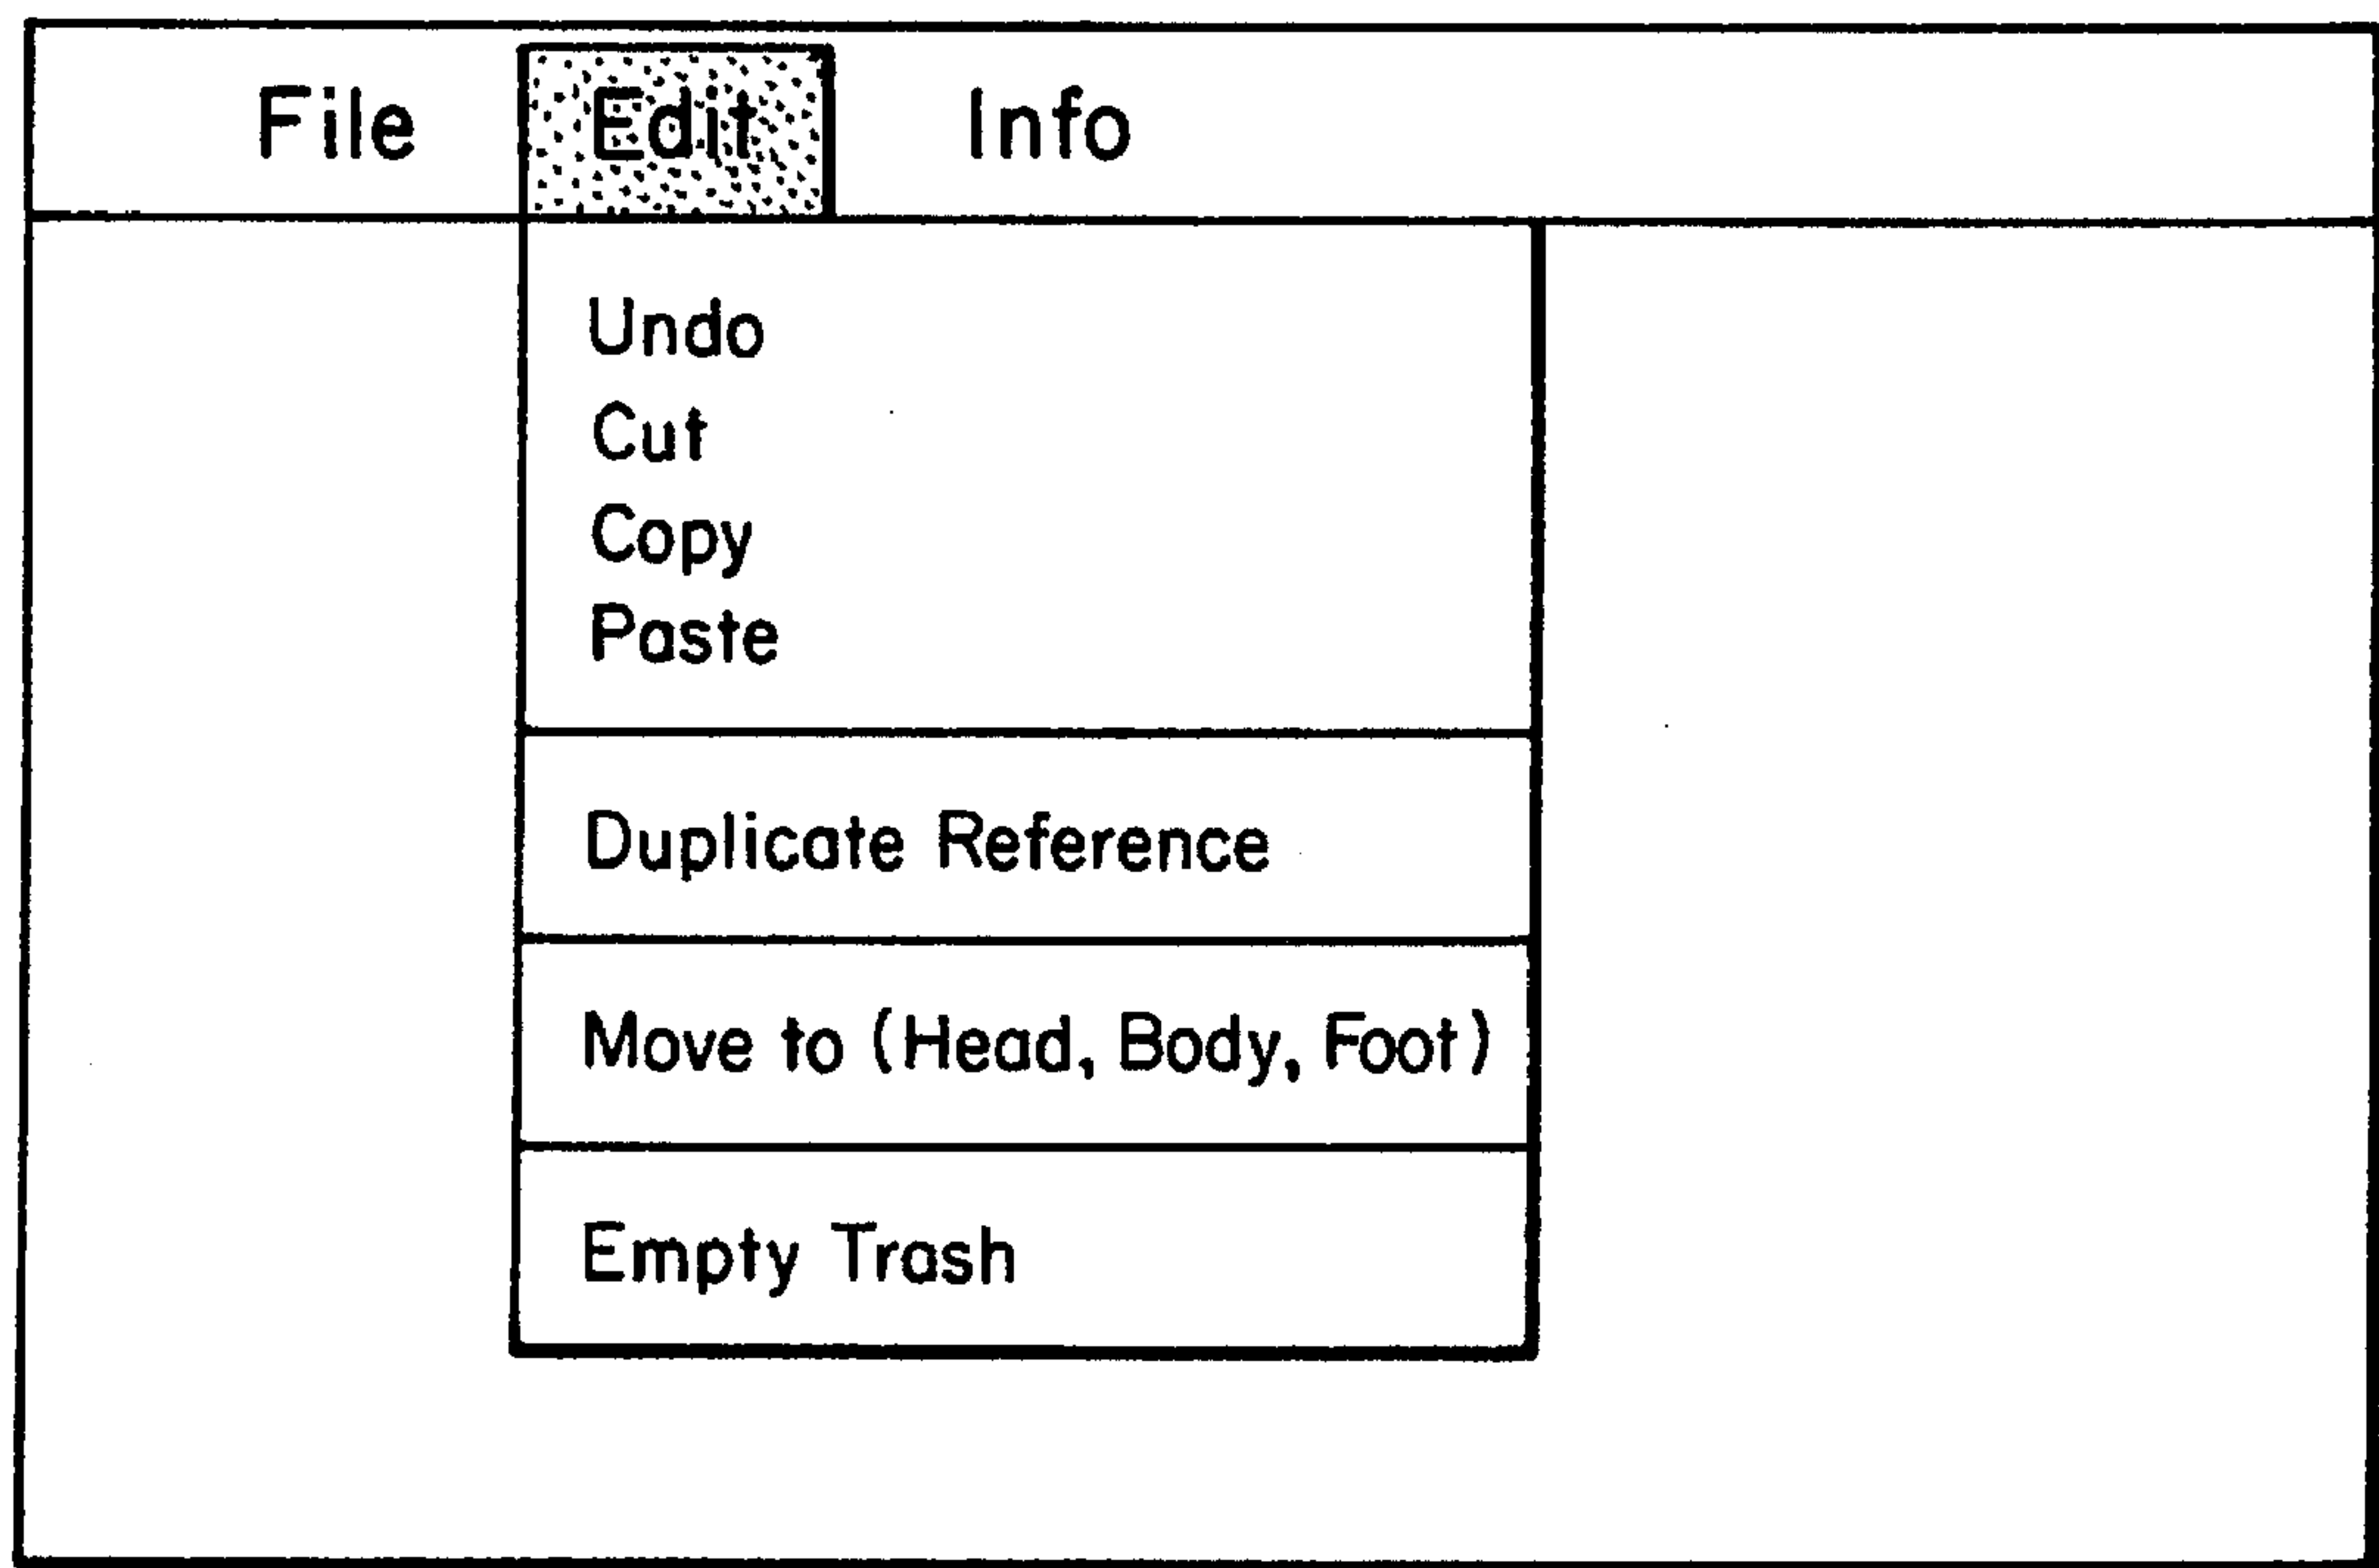 File Edit Info
Undo
Cut
Copy
Paste
Duplicate Reference
Move to (Head, Body, Foot)
Empty Trash